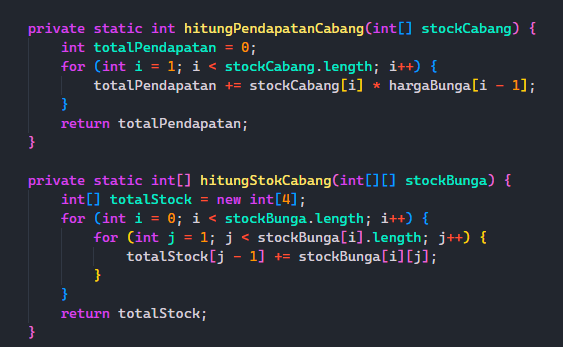 private static int hitungPendapatanCabang(int[] stockCabang) {
    int totalPendapatan = 0;
    for (int i = 1; i < stockCabang.length; i++) {
        totalPendapatan += stockCabang[i] * hargaBunga[i - 1];
    }
    return totalPendapatan;
}

private static int[] hitungStokCabang(int[][] stockBunga) {
    int[] totalStock = new int[4];
    for (int i = 0; i < stockBunga.length; i++) {
        for (int j = 1; j < stockBunga[i].length; j++) {
            totalStock[j - 1] += stockBunga[i][j];
        }
    }
    return totalStock;
}